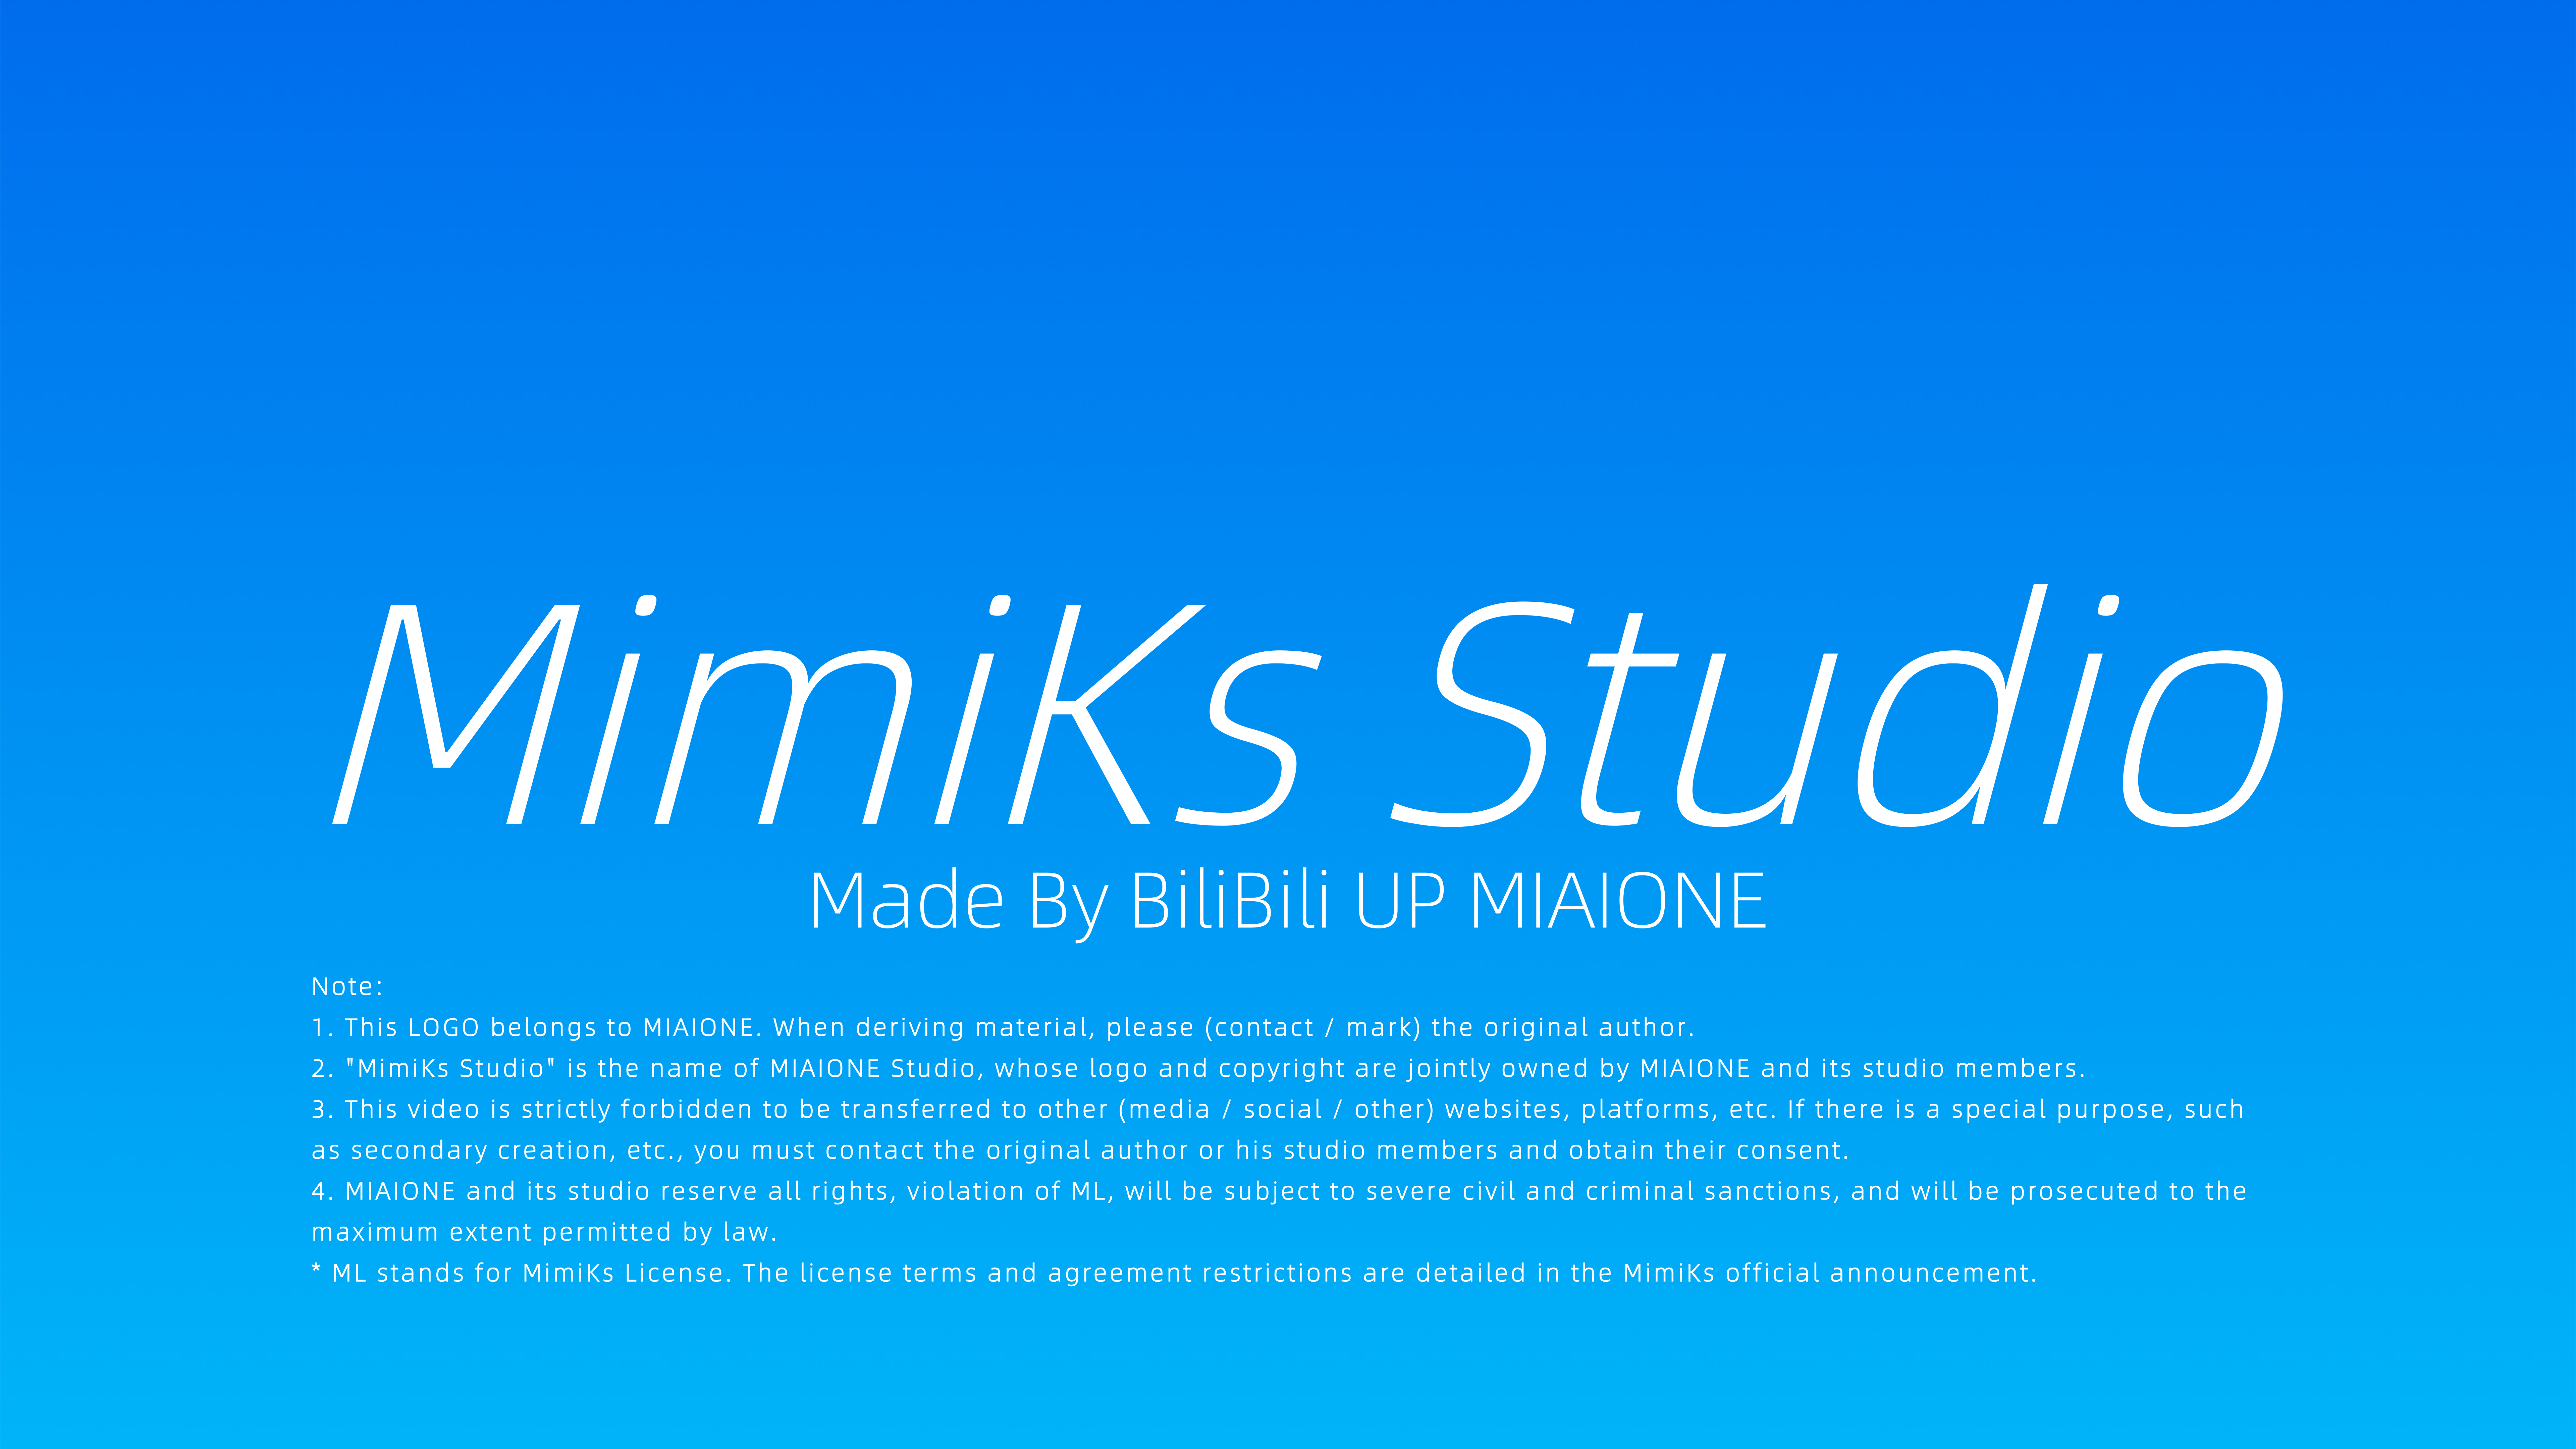 MimiKs Studio
Made By BiliBili UP MIAIONE
Note:
1. This LOGO belongs to MIAIONE. When deriving material, please (contact / mark) the original author.
2. "MimiKs Studio" is the name of MIAIONE Studio, whose logo and copyright are jointly owned by MIAIONE and its studio members.
3. This video is strictly forbidden to be transferred to other (media / social / other) websites, platforms, etc. If there is a special purpose, such
as secondary creation, etc., you must contact the original author or his studio members and obtain their consent.
4. MIAIONE and its studio reserve all rights, violation of ML, will be subject to severe civil and criminal sanctions, and will be prosecuted to the
maximum extent permitted by law.
* ML stands for MimiKs License. The license terms and agreement restrictions are detailed in the MimiKs official announcement.